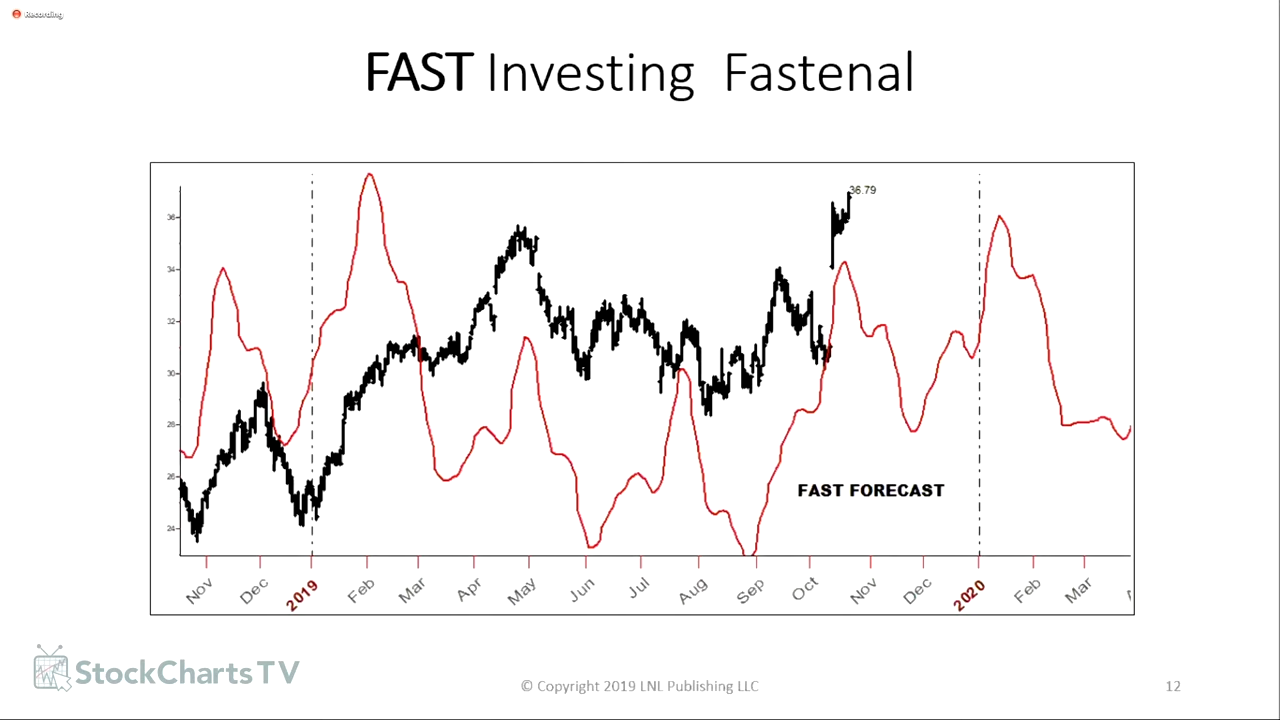 Recording
FAST Investing Fastenal
36.79
36
34
32
30
28
26
24
FAST FORECAST
Nov Dec 2019 Feb Mar Apr May Jun Jul Aug Sep Oct Nov Dec 2020 Feb Mar
StockCharts TV
© Copyright 2019 LNL Publishing LLC
12